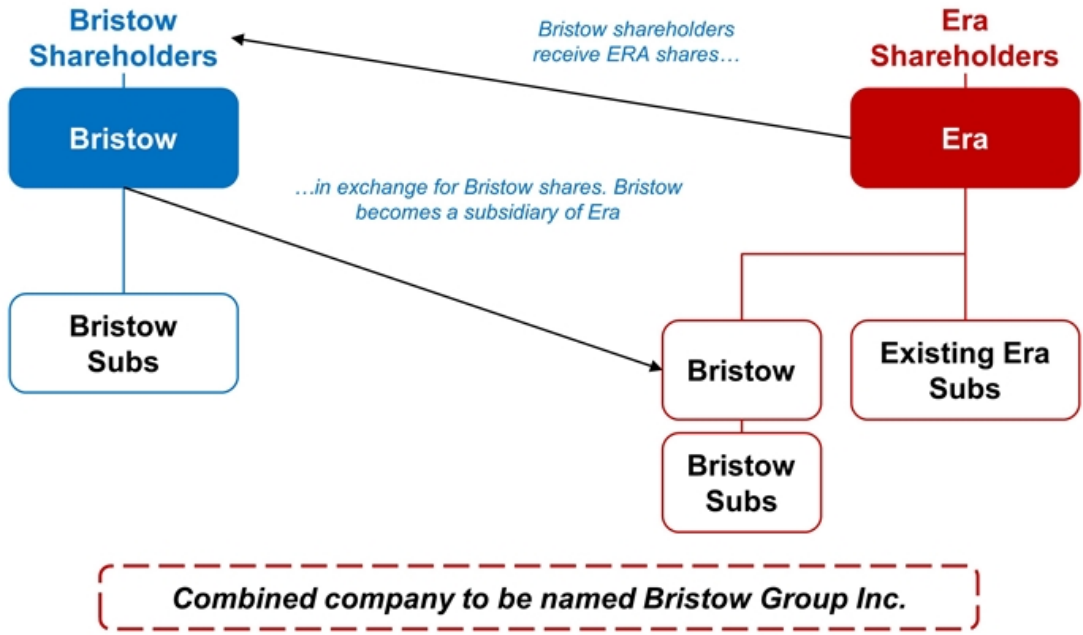 Bristow
Shareholders
Bristow shareholders
receive ERA shares…
Era
Shareholders
Bristow
Era
…in exchange for Bristow shares. Bristow
becomes a subsidiary of Era
Bristow
Subs
Bristow
Existing Era
Subs
Bristow
Subs
Combined company to be named Bristow Group Inc.